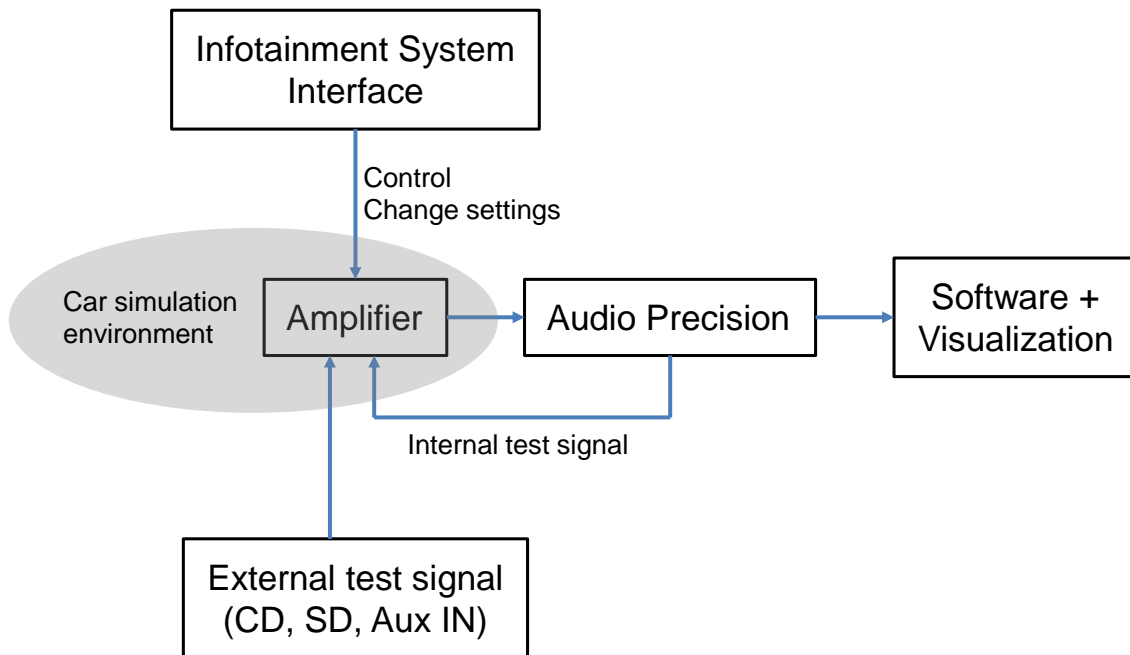 Infotainment System
Interface
Control
Change settings
Car simulation
environment
Amplifier
Audio Precision
Software +
Visualization
Internal test signal
External test signal
(CD, SD, Aux IN)